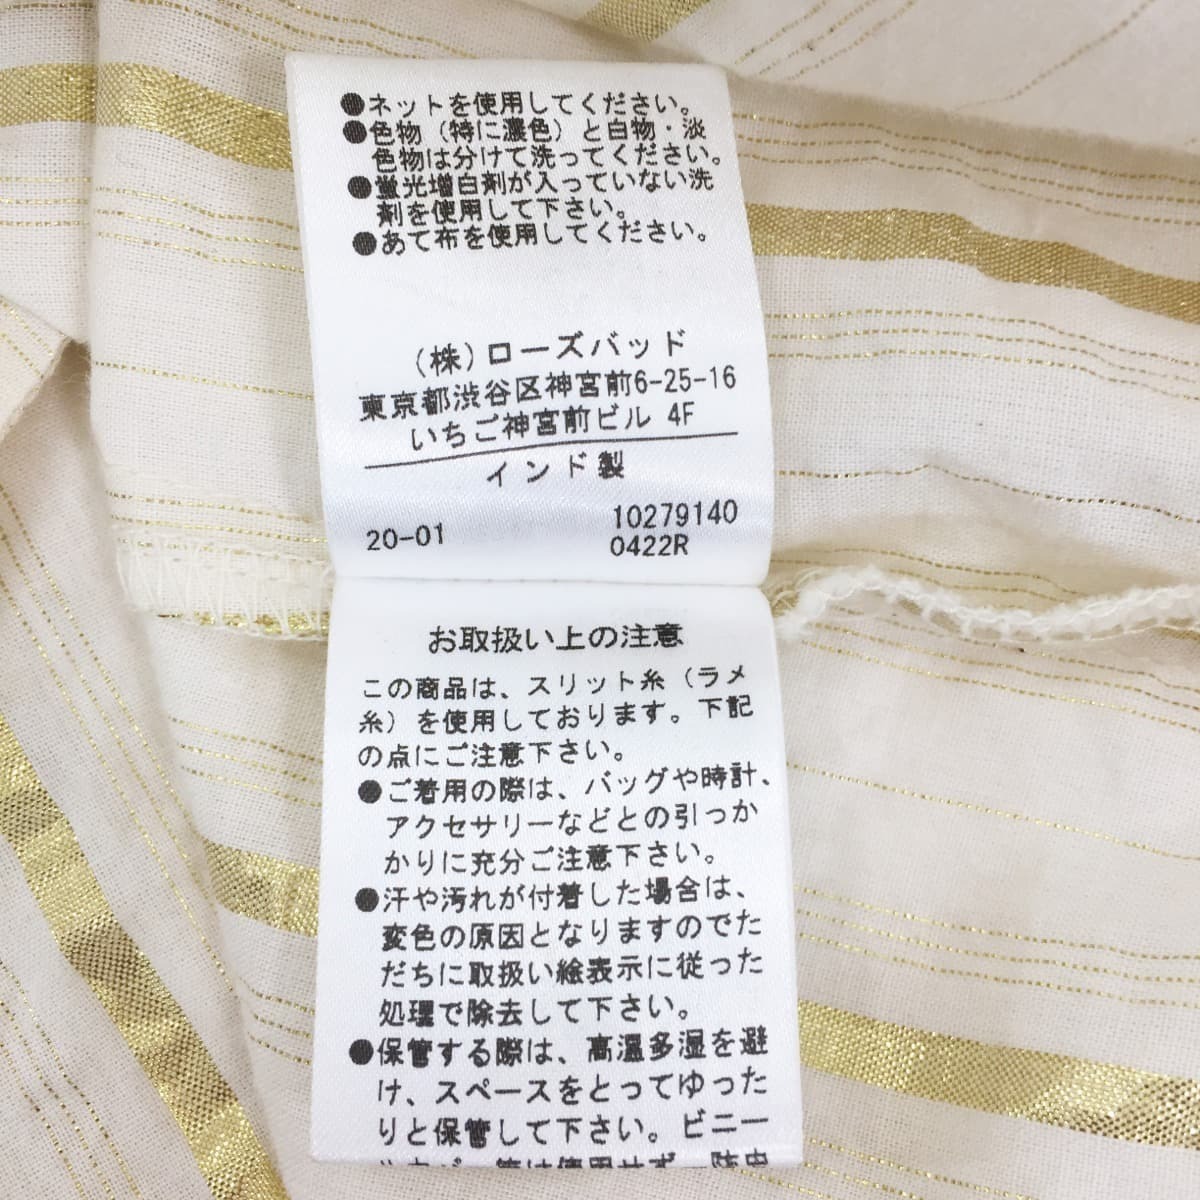 ●ネットを使用してください。
●色物（特に濃色）と白物・淡
色物は分けて洗ってください。
●蛍光増白剤が入っていない洗
剤を使用して下さい。
●あて布を使用してください。
（株）ローズバッド
東京都渋谷区神宮前6-25-16
いちご神宮前ビル 4F
インド製
20-01
10279140
0422R
お取扱い上の注意
この商品は、スリット糸（ラメ
糸）を使用しております。下記
の点にご注意下さい。
●ご着用の際は、バッグや時計、
アクセサリーなどとの引っか
かりに充分ご注意下さい。
●汗や汚れが付着した場合は、
変色の原因となりますのでた
だちに取扱い絵表示に従った
処理で除去して下さい。
●保管する際は、高温多湿を避
け、スペースをとってゆった
りと保管して下さい。ビニー